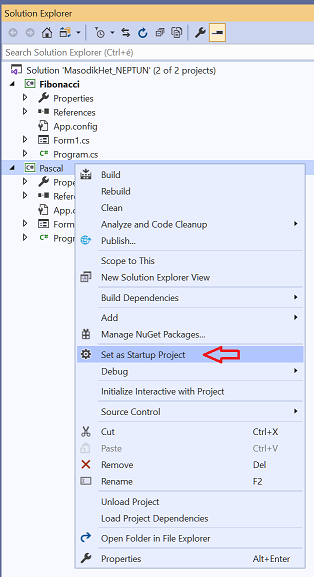 Solution Explorer
Search Solution Explorer (Ctrl+é)
Solution 'MasodikHet_NEPTUN' (2 of 2 projects)
Fibonacci
Properties
References
App.config
Form1.cs
C# Program.cs
Pascal
Prope
Refer
App.c
Form
C# Progr
Build
Rebuild
Clean
Analyze and Code Cleanup
Publish...
Scope to This
New Solution Explorer View
Build Dependencies
Add
Manage NuGet Packages...
Set as Startup Project
Debug
Initialize Interactive with Project
Source Control
Cut Ctrl+X
Paste Ctrl+V
Remove Del
Rename F2
Unload Project
Load Project Dependencies
Open Folder in File Explorer
Properties Alt+Enter